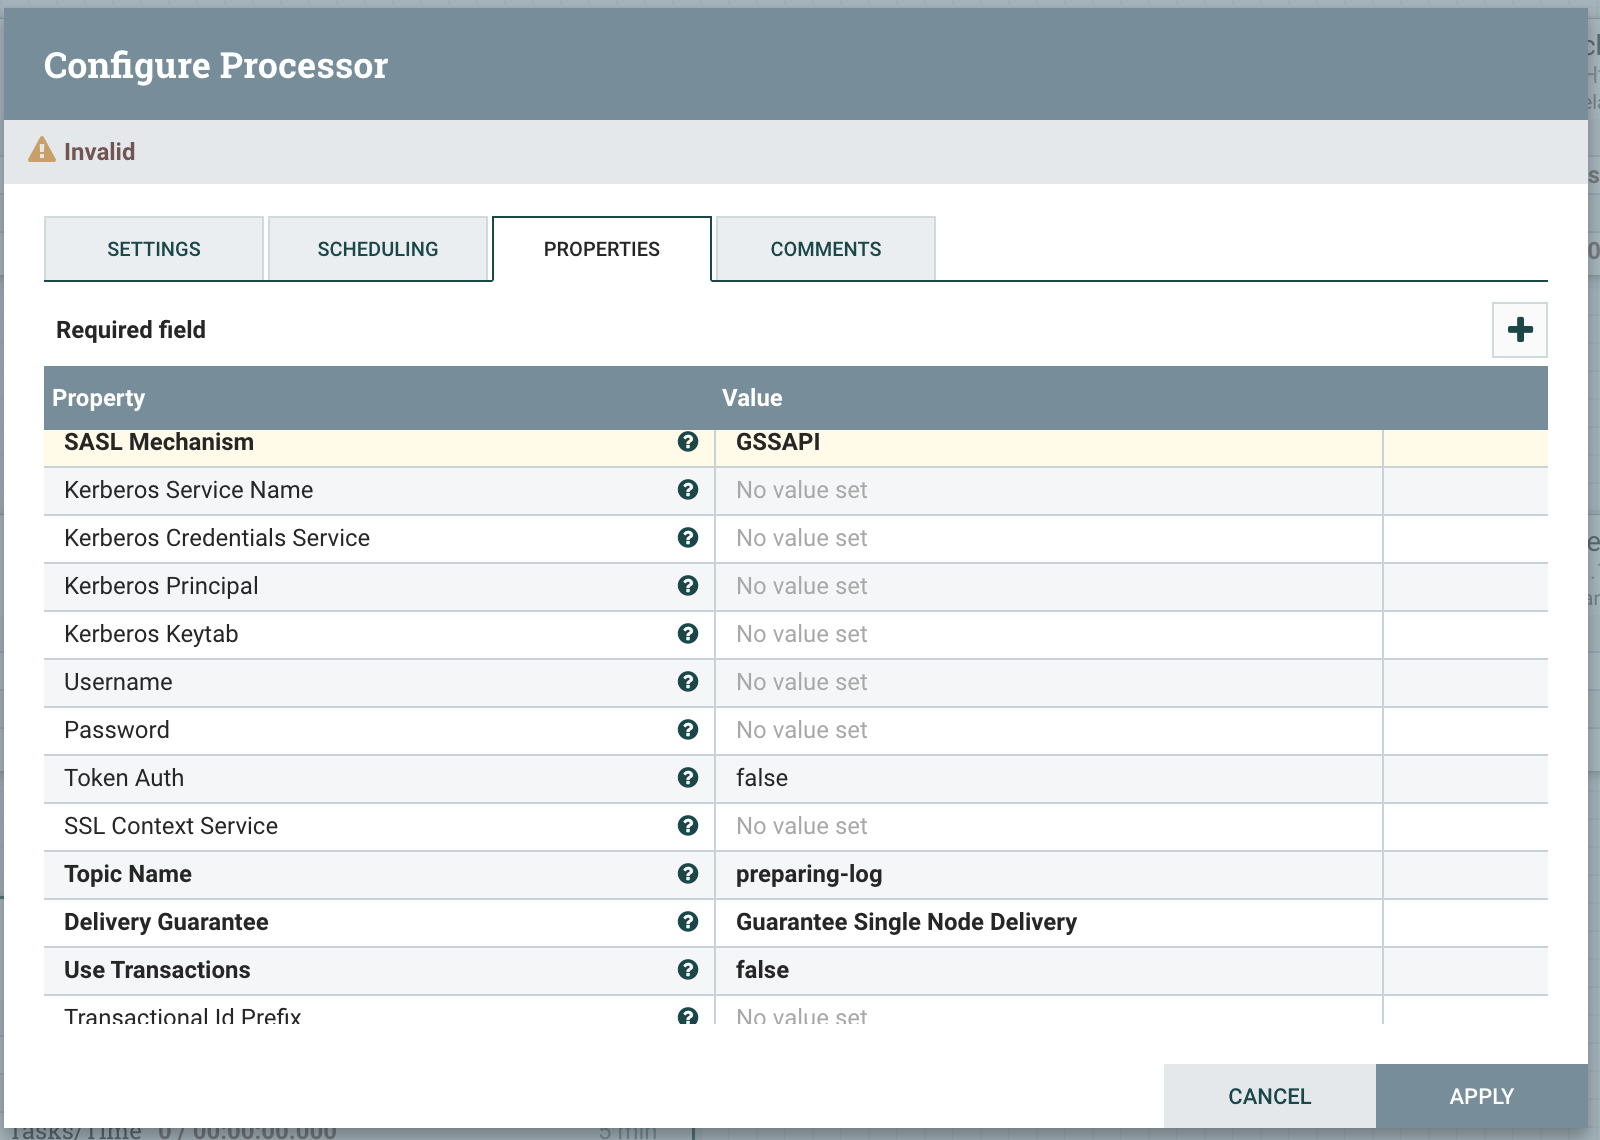 Configure Processor
Invalid
SETTINGS SCHEDULING PROPERTIES COMMENTS
Required field
Property Value
SASL Mechanism GSSAPI
Kerberos Service Name No value set
Kerberos Credentials Service No value set
Kerberos Principal No value set
Kerberos Keytab No value set
Username No value set
Password No value set
Token Auth false
SSL Context Service No value set
Topic Name preparing-log
Delivery Guarantee Guarantee Single Node Delivery
Use Transactions false
Transactional Id Prefix No value set
CANCEL APPLY
Tasks/Time 0 / 00:00:00.000 5 min